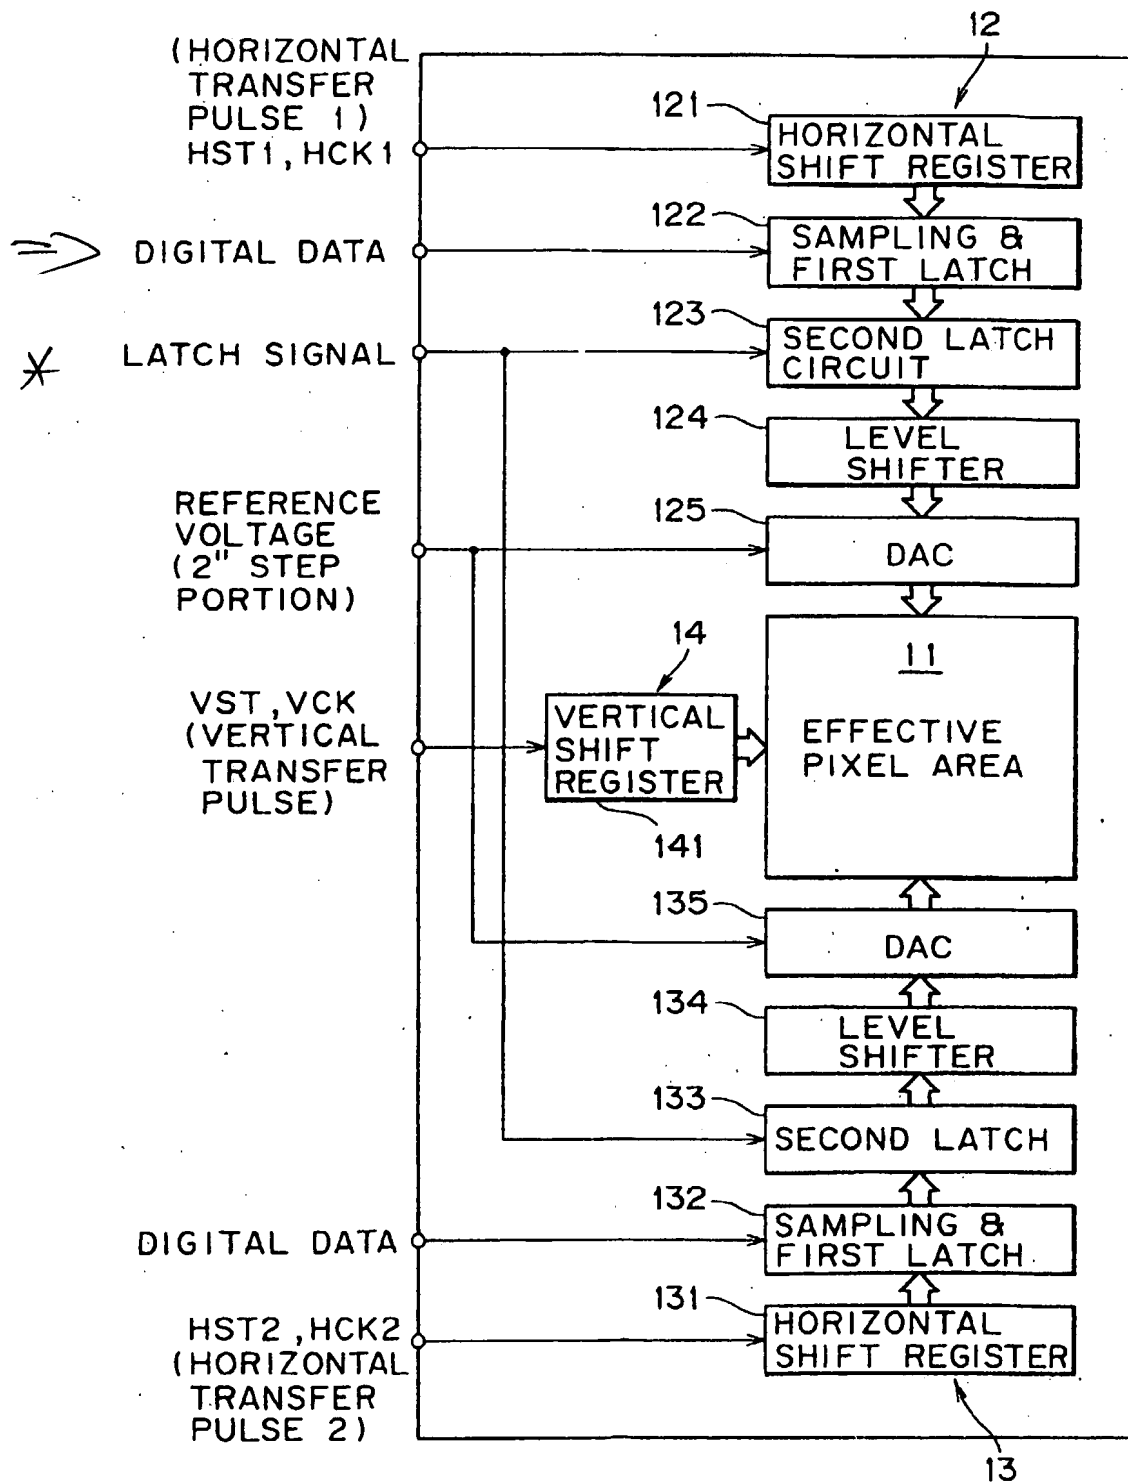 12
(HORIZONTAL
TRANSFER
PULSE 1)
HST1, HCK1
121
HORIZONTAL
SHIFT REGISTER
122
DIGITAL DATA
SAMPLING &
FIRST LATCH
123
* LATCH SIGNAL
SECOND LATCH
CIRCUIT
124
LEVEL
SHIFTER
REFERENCE
VOLTAGE
(2" STEP
PORTION)
125
DAC
11
EFFECTIVE
PIXEL AREA
14
VST, VCK
(VERTICAL
TRANSFER
PULSE)
VERTICAL
SHIFT
REGISTER
141
135
DAC
134
LEVEL
SHIFTER
133
SECOND LATCH
132
DIGITAL DATA
SAMPLING &
FIRST LATCH
131
HST2, HCK2
(HORIZONTAL
TRANSFER
PULSE 2)
HORIZONTAL
SHIFT REGISTER
13